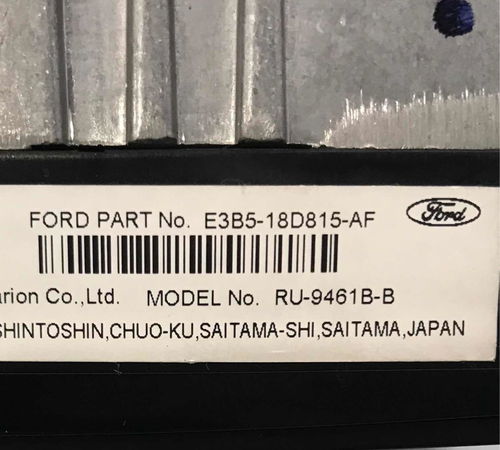 FORD PART No. E3B5-18D815-AF
Ford
arion Co.,Ltd. MODEL No. RU-9461B-B
SHINTOSHIN,CHUO-KU,SAITAMA-SHI,SAITAMA,JAPAN